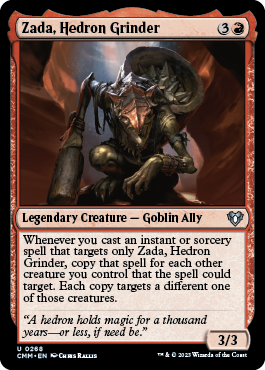 Zada, Hedron Grinder 3
Legendary Creature — Goblin Ally
Whenever you cast an instant or sorcery
spell that targets only Zada, Hedron
Grinder, copy that spell for each other
creature you control that the spell could
target. Each copy targets a different one
of those creatures.
“A hedron holds magic for a thousand
years—or less, if need be.”
3/3
U 0268
CMM • EN Chris Rallis
™ & © 2023 Wizards of the Coast